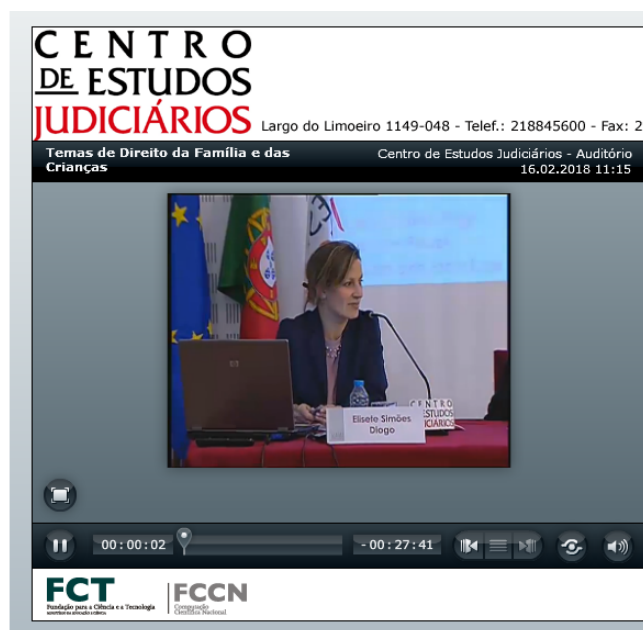 CENTRO
DE ESTUDOS
JUDICIÁRIOS
Largo do Limoeiro 1149-048 - Telef.: 218845600 - Fax: 2
Temas de Direito da Família e das
Crianças
Centro de Estudos Judiciários - Auditório
16.02.2018 11:15
Elisete Simões
Diogo
CENTRO
ESTUDOS
ICIÁRIOS
00:00:02
-00:27:41
FCT
Fundação para a Ciência e a Tecnologia
FCCN
Computação
Científica Nacional